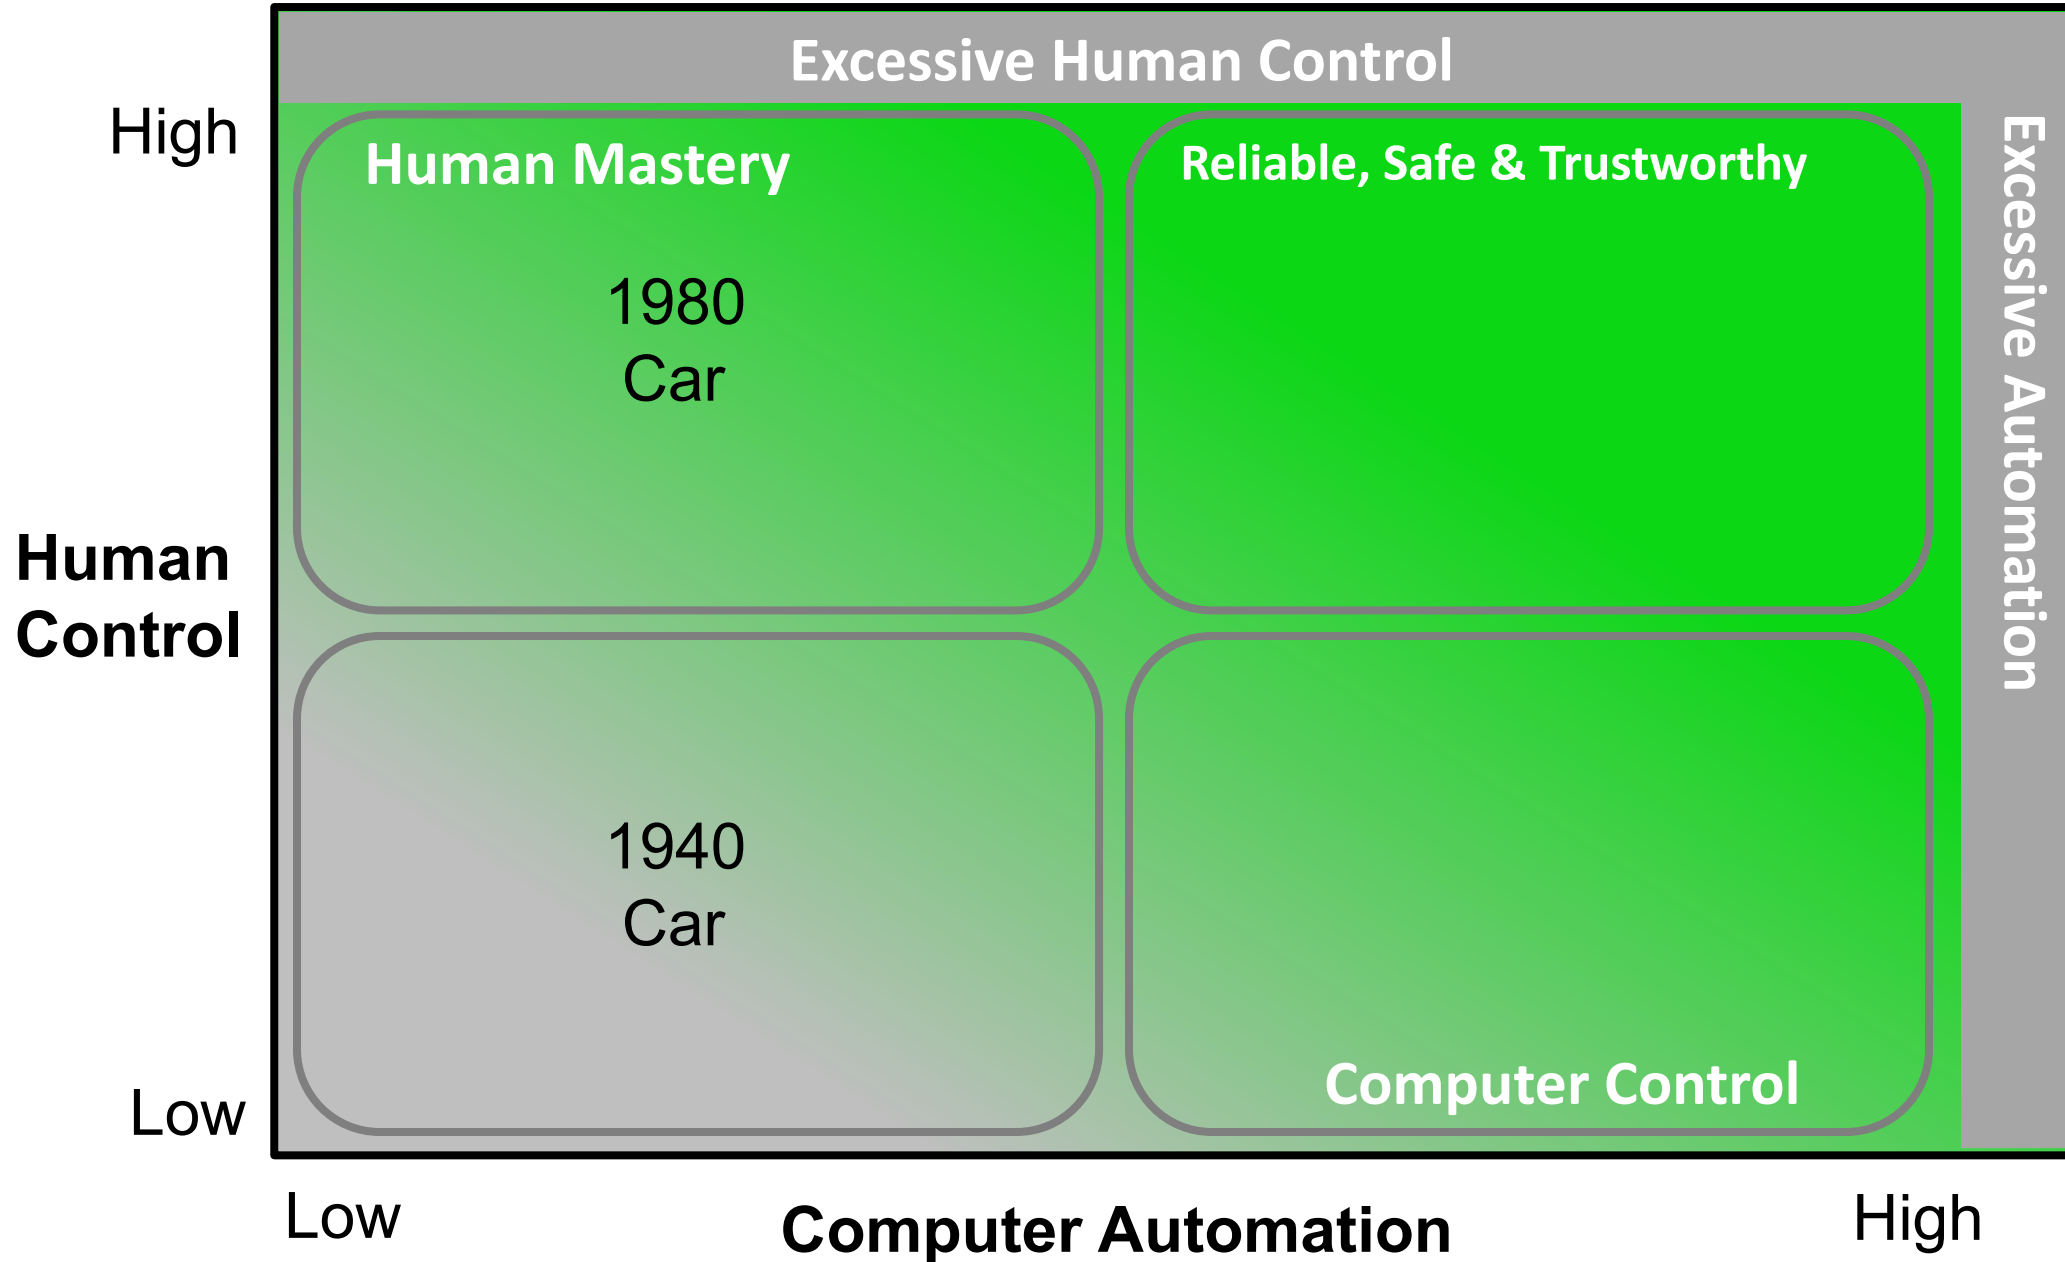 Excessive Human Control
High
Human Mastery
Reliable, Safe & Trustworthy
Excessive Automation
1980
Car
Human
Control
1940
Car
Computer Control
Low
Low
Computer Automation
High